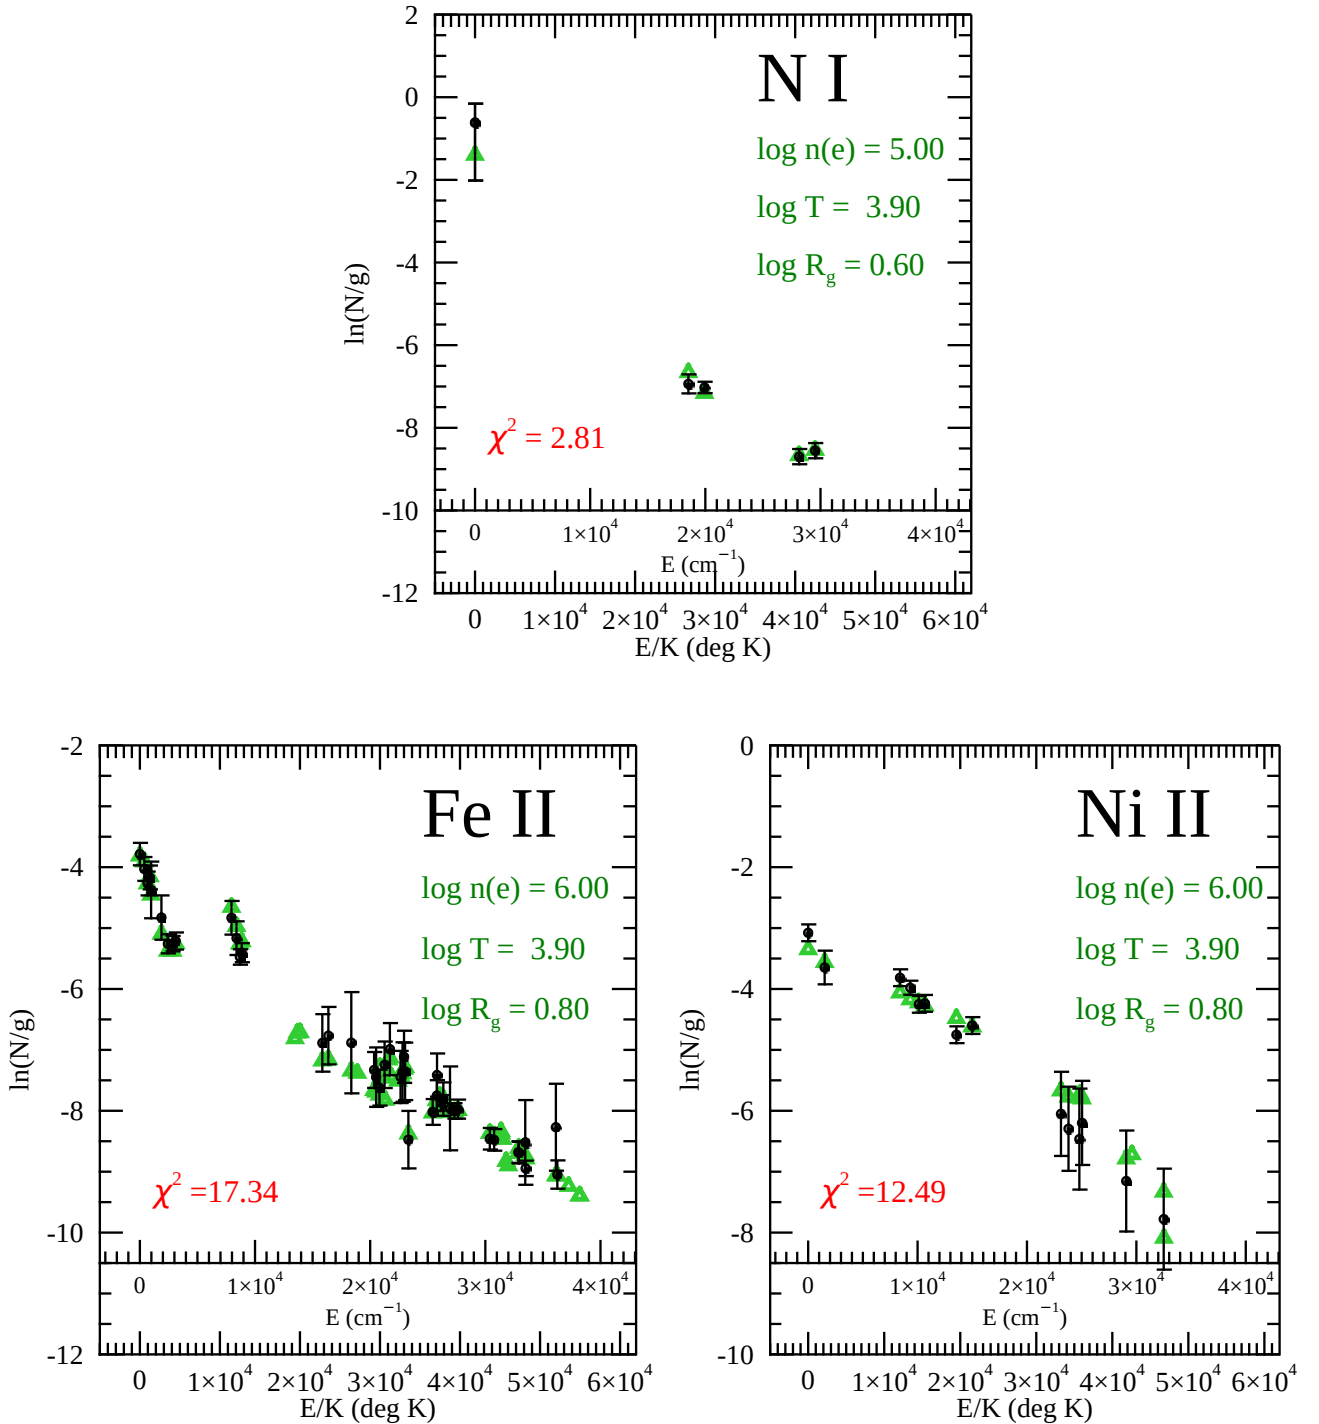 2
0
-2
-4
-6
-8
-10
-12
ln(N/g)
N I
log n(e) = 5.00
log T = 3.90
log R_g = 0.60
χ² = 2.81
0 1×10⁴ 2×10⁴ 3×10⁴ 4×10⁴
E (cm⁻¹)
0 1×10⁴ 2×10⁴ 3×10⁴ 4×10⁴ 5×10⁴ 6×10⁴
E/K (deg K)
-2
-4
-6
-8
-10
-12
ln(N/g)
Fe II
log n(e) = 6.00
log T = 3.90
log R_g = 0.80
χ² =17.34
0 1×10⁴ 2×10⁴ 3×10⁴ 4×10⁴
E (cm⁻¹)
0 1×10⁴ 2×10⁴ 3×10⁴ 4×10⁴ 5×10⁴ 6×10⁴
E/K (deg K)
0
-2
-4
-6
-8
-10
ln(N/g)
Ni II
log n(e) = 6.00
log T = 3.90
log R_g = 0.80
χ² =12.49
0 1×10⁴ 2×10⁴ 3×10⁴ 4×10⁴
E (cm⁻¹)
0 1×10⁴ 2×10⁴ 3×10⁴ 4×10⁴ 5×10⁴ 6×10⁴
E/K (deg K)